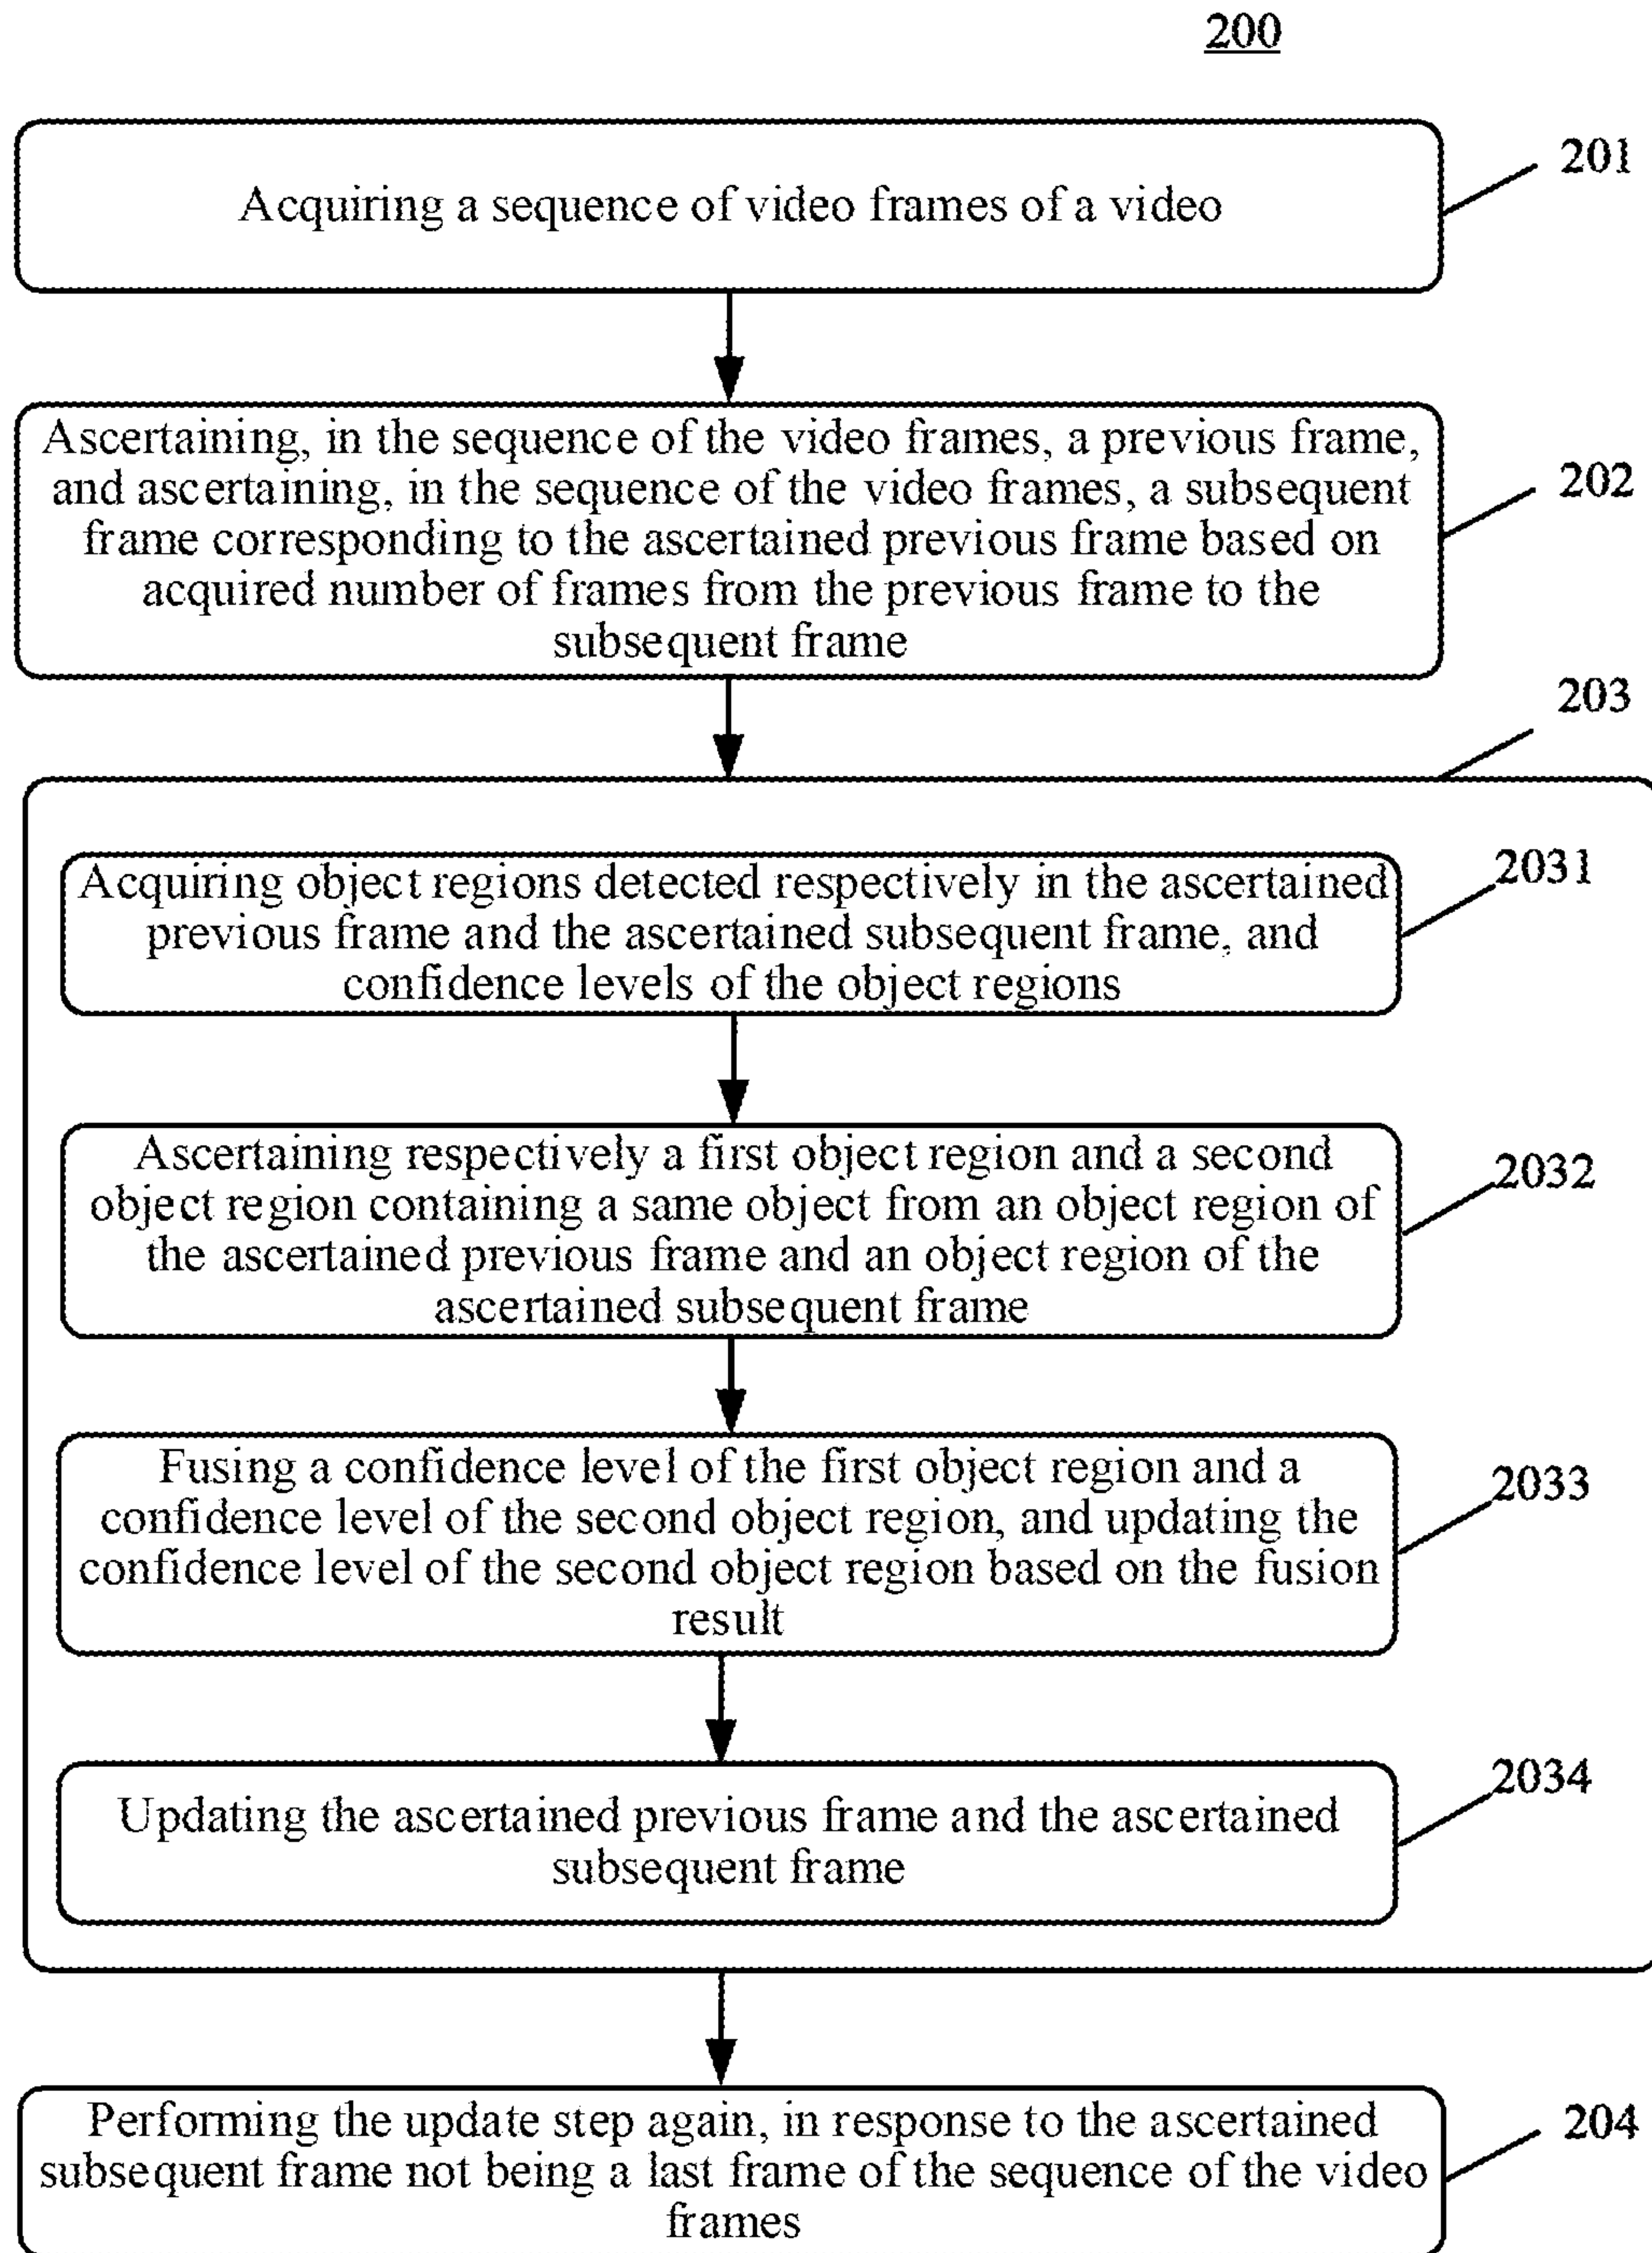 200
Acquiring a sequence of video frames of a video
201
Ascertaining, in the sequence of the video frames, a previous frame,
and ascertaining, in the sequence of the video frames, a subsequent
frame corresponding to the ascertained previous frame based on
acquired number of frames from the previous frame to the
subsequent frame
202
203
Acquiring object regions detected respectively in the ascertained
previous frame and the ascertained subsequent frame, and
confidence levels of the object regions
2031
Ascertaining respectively a first object region and a second
object region containing a same object from an object region of
the ascertained previous frame and an object region of the
ascertained subsequent frame
2032
Fusing a confidence level of the first object region and a
confidence level of the second object region, and updating the
confidence level of the second object region based on the fusion
result
2033
Updating the ascertained previous frame and the ascertained
subsequent frame
2034
Performing the update step again, in response to the ascertained
subsequent frame not being a last frame of the sequence of the video
frames
204